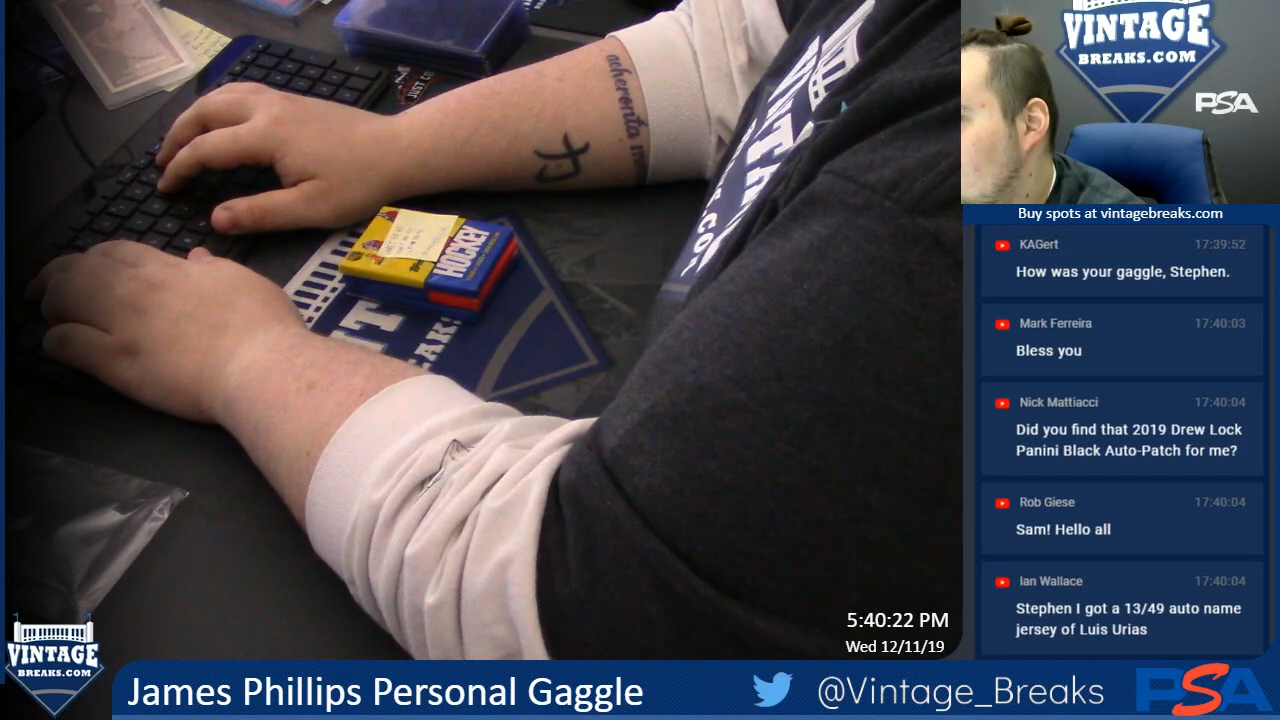 VINTAGE
BREAKS.COM
PSA
Buy spots at vintagebreaks.com
KAGert 17:39:52
How was your gaggle, Stephen.
Mark Ferreira 17:40:03
Bless you
Nick Mattiacci 17:40:04
Did you find that 2019 Drew Lock
Panini Black Auto-Patch for me?
Rob Giese 17:40:04
Sam! Hello all
Ian Wallace 17:40:04
Stephen I got a 13/49 auto name
jersey of Luis Urias
acheronta
力
HOCKEY
5:40:22 PM
Wed 12/11/19
VINTAGE
BREAKS.COM
James Phillips Personal Gaggle
@Vintage_Breaks
PSA